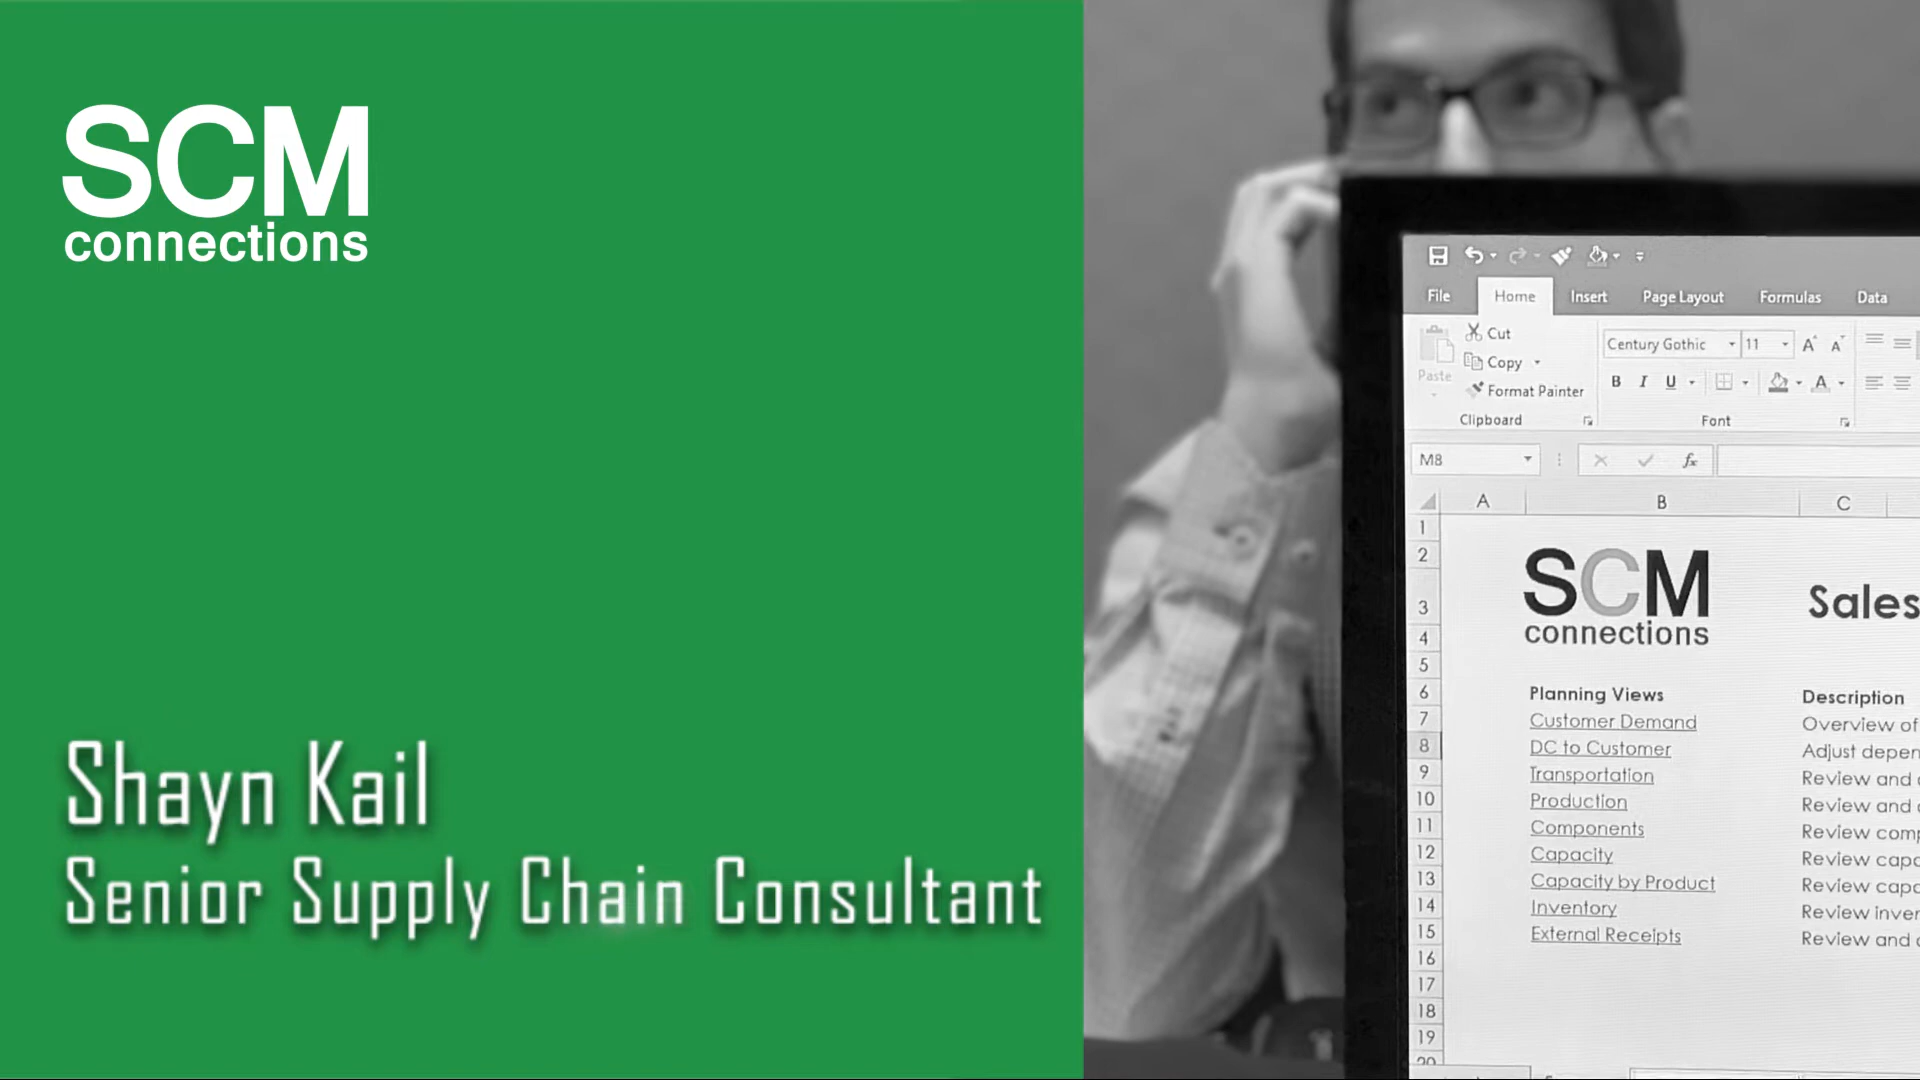 SCM
connections
Shayn Kail
Senior Supply Chain Consultant
File Home Insert Page Layout Formulas Data
Paste
Cut
Copy
Format Painter
Clipboard
Century Gothic 11 A A
B I U A
Font
M8 fx
A B C
1
2
3
4
5
6
7
8
9
10
11
12
13
14
15
16
17
18
19
20
SCM
connections
Sales
Planning Views Description
Customer Demand Overview of
DC to Customer Adjust depen
Transportation Review and
Production Review and
Components Review comp
Capacity Review capa
Capacity by Product Review capa
Inventory Review inver
External Receipts Review and